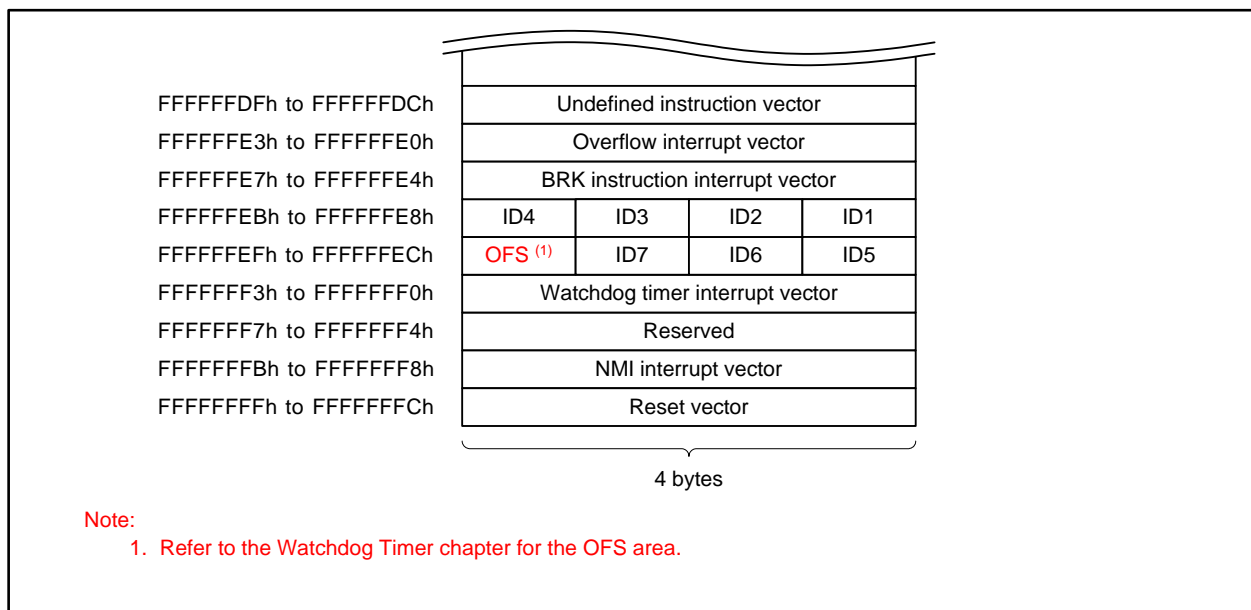 FFFFFFDFh to FFFFFFDCh Undefined instruction vector
FFFFFFE3h to FFFFFFE0h Overflow interrupt vector
FFFFFFE7h to FFFFFFE4h BRK instruction interrupt vector
FFFFFFEBh to FFFFFFE8h ID4 ID3 ID2 ID1
FFFFFFEFh to FFFFFFECh OFS (1) ID7 ID6 ID5
FFFFFFF3h to FFFFFFF0h Watchdog timer interrupt vector
FFFFFFF7h to FFFFFFF4h Reserved
FFFFFFFBh to FFFFFFF8h NMI interrupt vector
FFFFFFFFh to FFFFFFFCh Reset vector
4 bytes
Note:
1. Refer to the Watchdog Timer chapter for the OFS area.